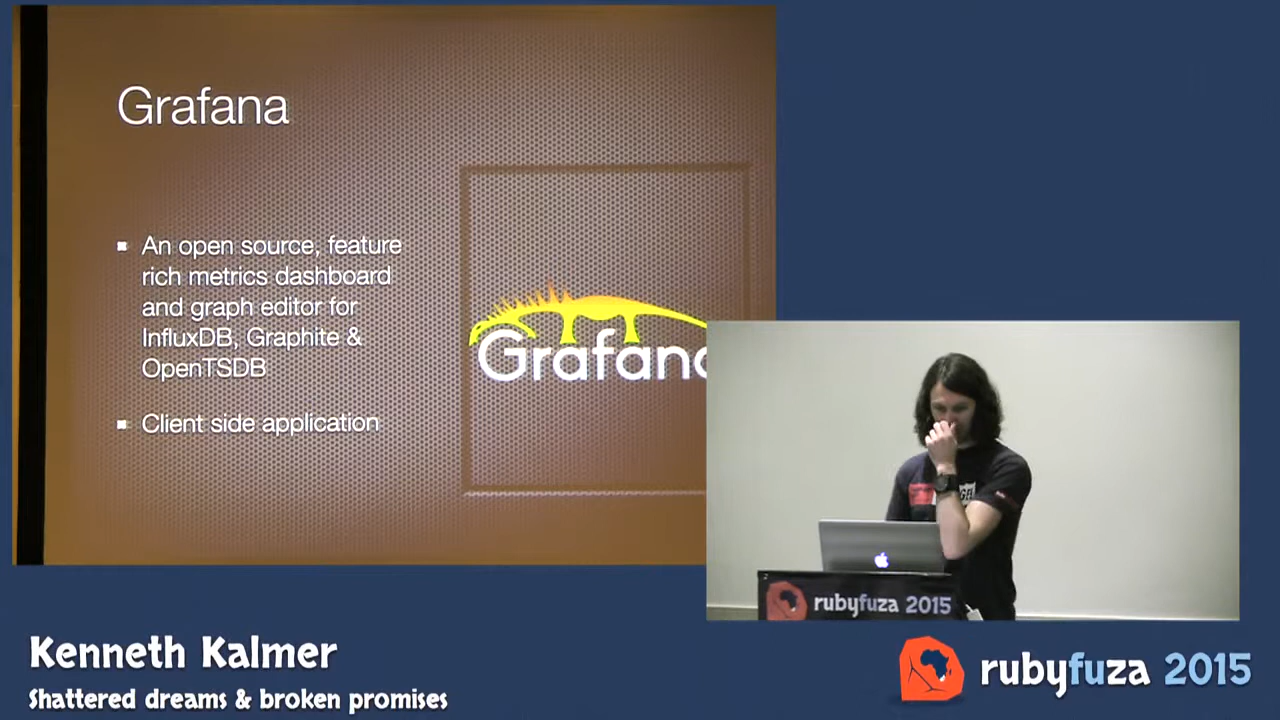 Grafana
An open source, feature
rich metrics dashboard
and graph editor for
InfluxDB, Graphite &
OpenTSDB
Client side application
Grafana
rubyfuza 2015
Kenneth Kalmer
Shattered dreams & broken promises
rubyfuza 2015